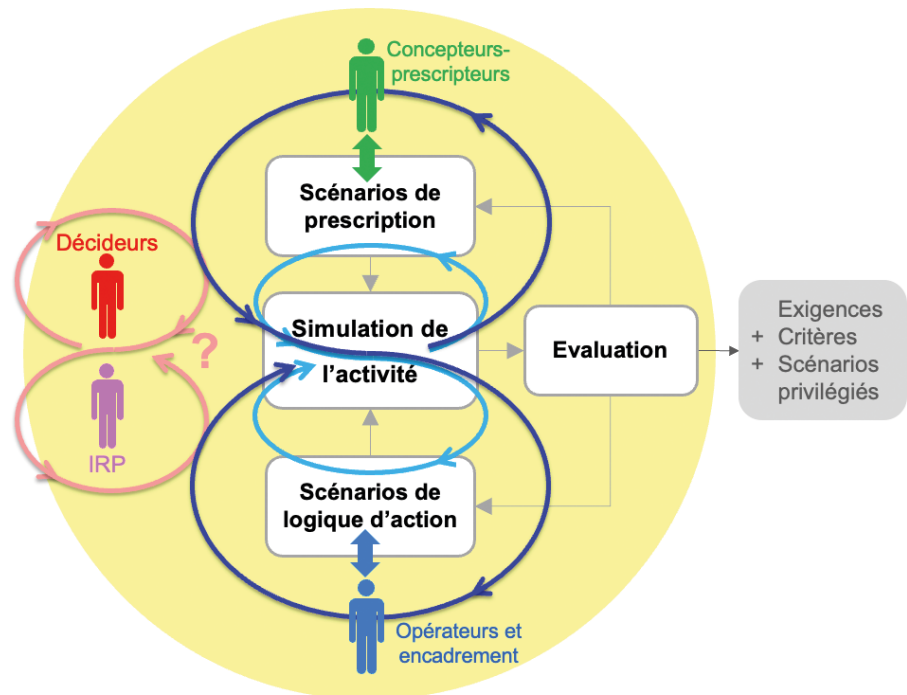 Concepteurs-
prescripteurs
Scénarios de
prescription
Décideurs
?
IRP
Simulation de
l'activité
Evaluation
Exigences
+ Critères
+ Scénarios
privilégiés
Scénarios de
logique d'action
Opérateurs et
encadrement